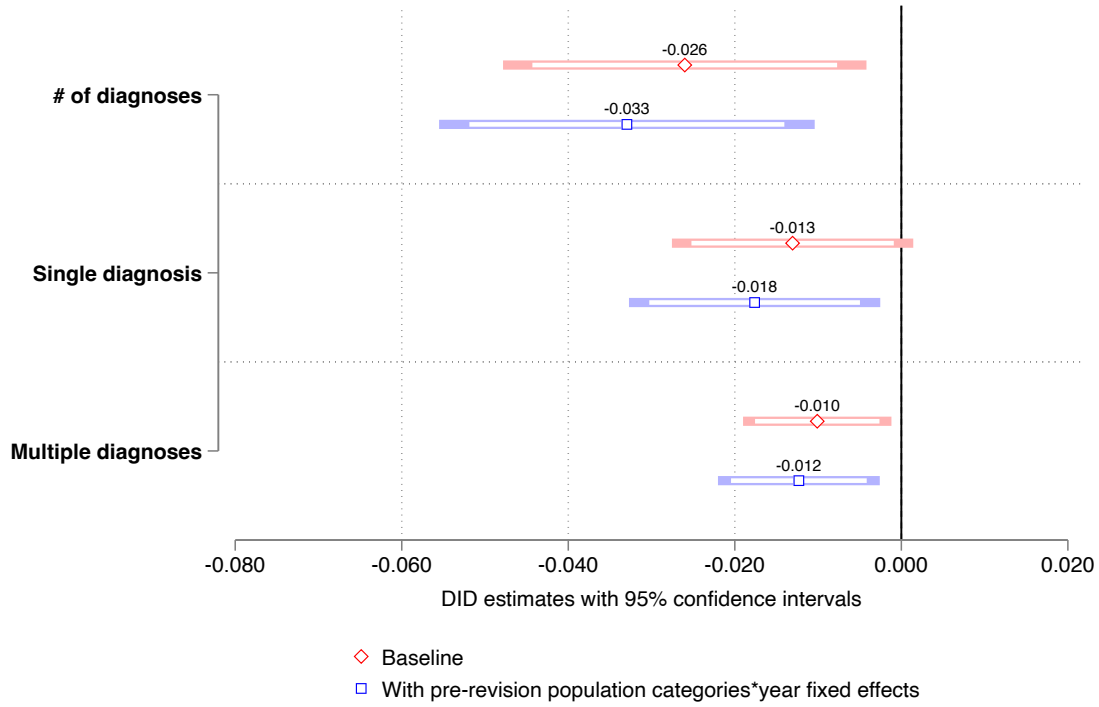 -0.026
# of diagnoses
-0.033
-0.013
Single diagnosis
-0.018
-0.010
Multiple diagnoses
-0.012
-0.080 -0.060 -0.040 -0.020 0.000 0.020
DID estimates with 95% confidence intervals
Baseline
With pre-revision population categories*year fixed effects